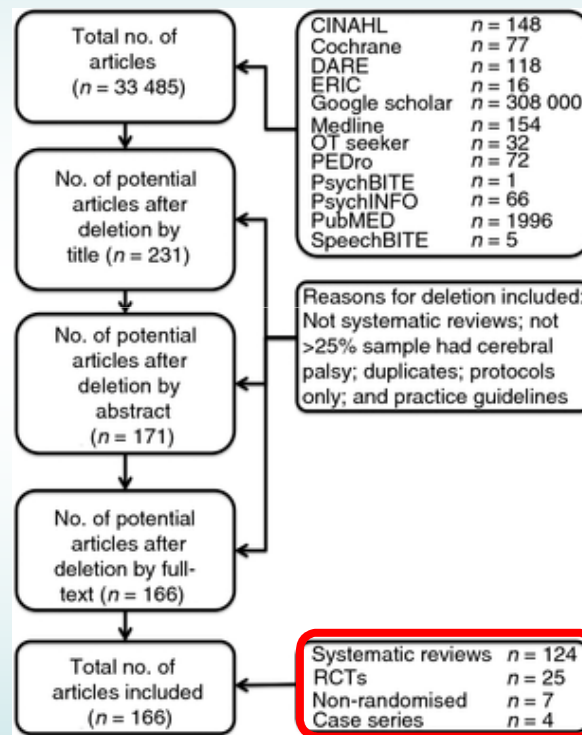 Total no. of
articles
(n = 33 485)
CINAHL n = 148
Cochrane n = 77
DARE n = 118
ERIC n = 16
Google scholar n = 308 000
Medline n = 154
OT seeker n = 32
PEDro n = 72
PsychBITE n = 1
PsychINFO n = 66
PubMED n = 1996
SpeechBITE n = 5
No. of potential
articles after
deletion by
title (n = 231)
Reasons for deletion included:
Not systematic reviews; not
>25% sample had cerebral
palsy; duplicates; protocols
only; and practice guidelines
No. of potential
articles after
deletion by
abstract
(n = 171)
No. of potential
articles after
deletion by full-
text (n = 166)
Total no. of
articles included
(n = 166)
Systematic reviews n = 124
RCTs n = 25
Non-randomised n = 7
Case series n = 4